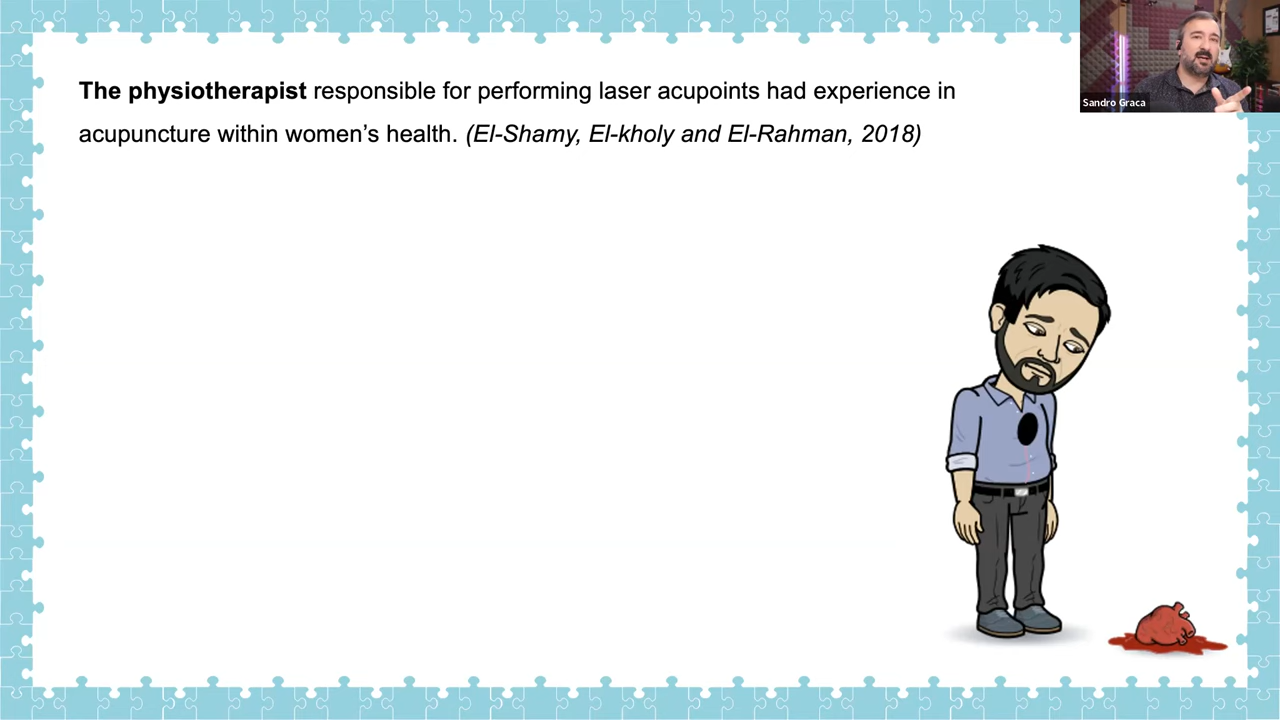 The physiotherapist responsible for performing laser acupoints had experience in
acupuncture within women’s health. (El-Shamy, El-kholy and El-Rahman, 2018)
Sandro Graca